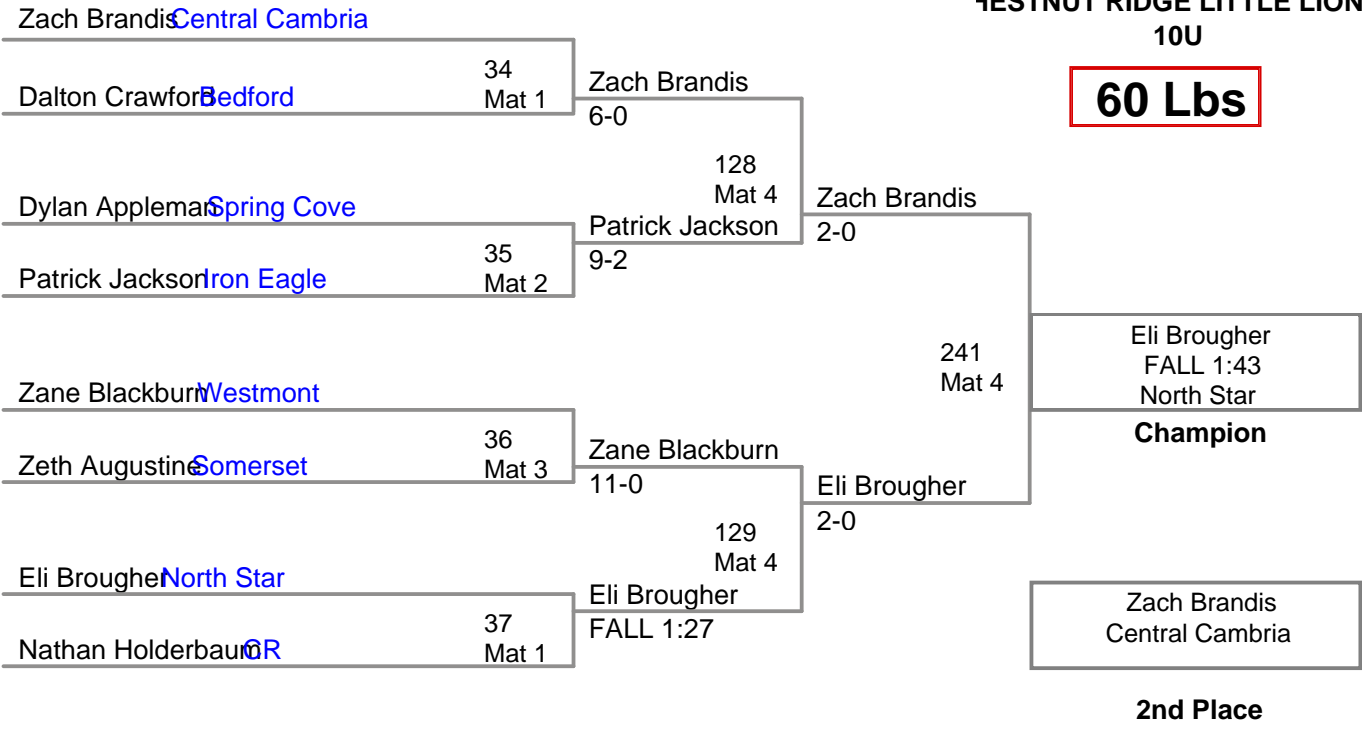 Zach Brandis Central Cambria
HESTNUT RIDGE LITTLE LION
10U
60 Lbs
34
Mat 1
Dalton Crawford Bedford
Zach Brandis
6-0
128
Mat 4
Dylan Appleman Spring Cove
35
Mat 2
Patrick Jackson Iron Eagle
Patrick Jackson
9-2
Zach Brandis
2-0
241
Mat 4
Eli Brougher
FALL 1:43
North Star
Champion
Zane Blackburn Westmont
36
Mat 3
Zeth Augustine Somerset
Zane Blackburn
11-0
129
Mat 4
Eli Brougher
2-0
Eli Brougher North Star
37
Mat 1
Nathan Holderbaum CR
Eli Brougher
FALL 1:27
Zach Brandis
Central Cambria
2nd Place